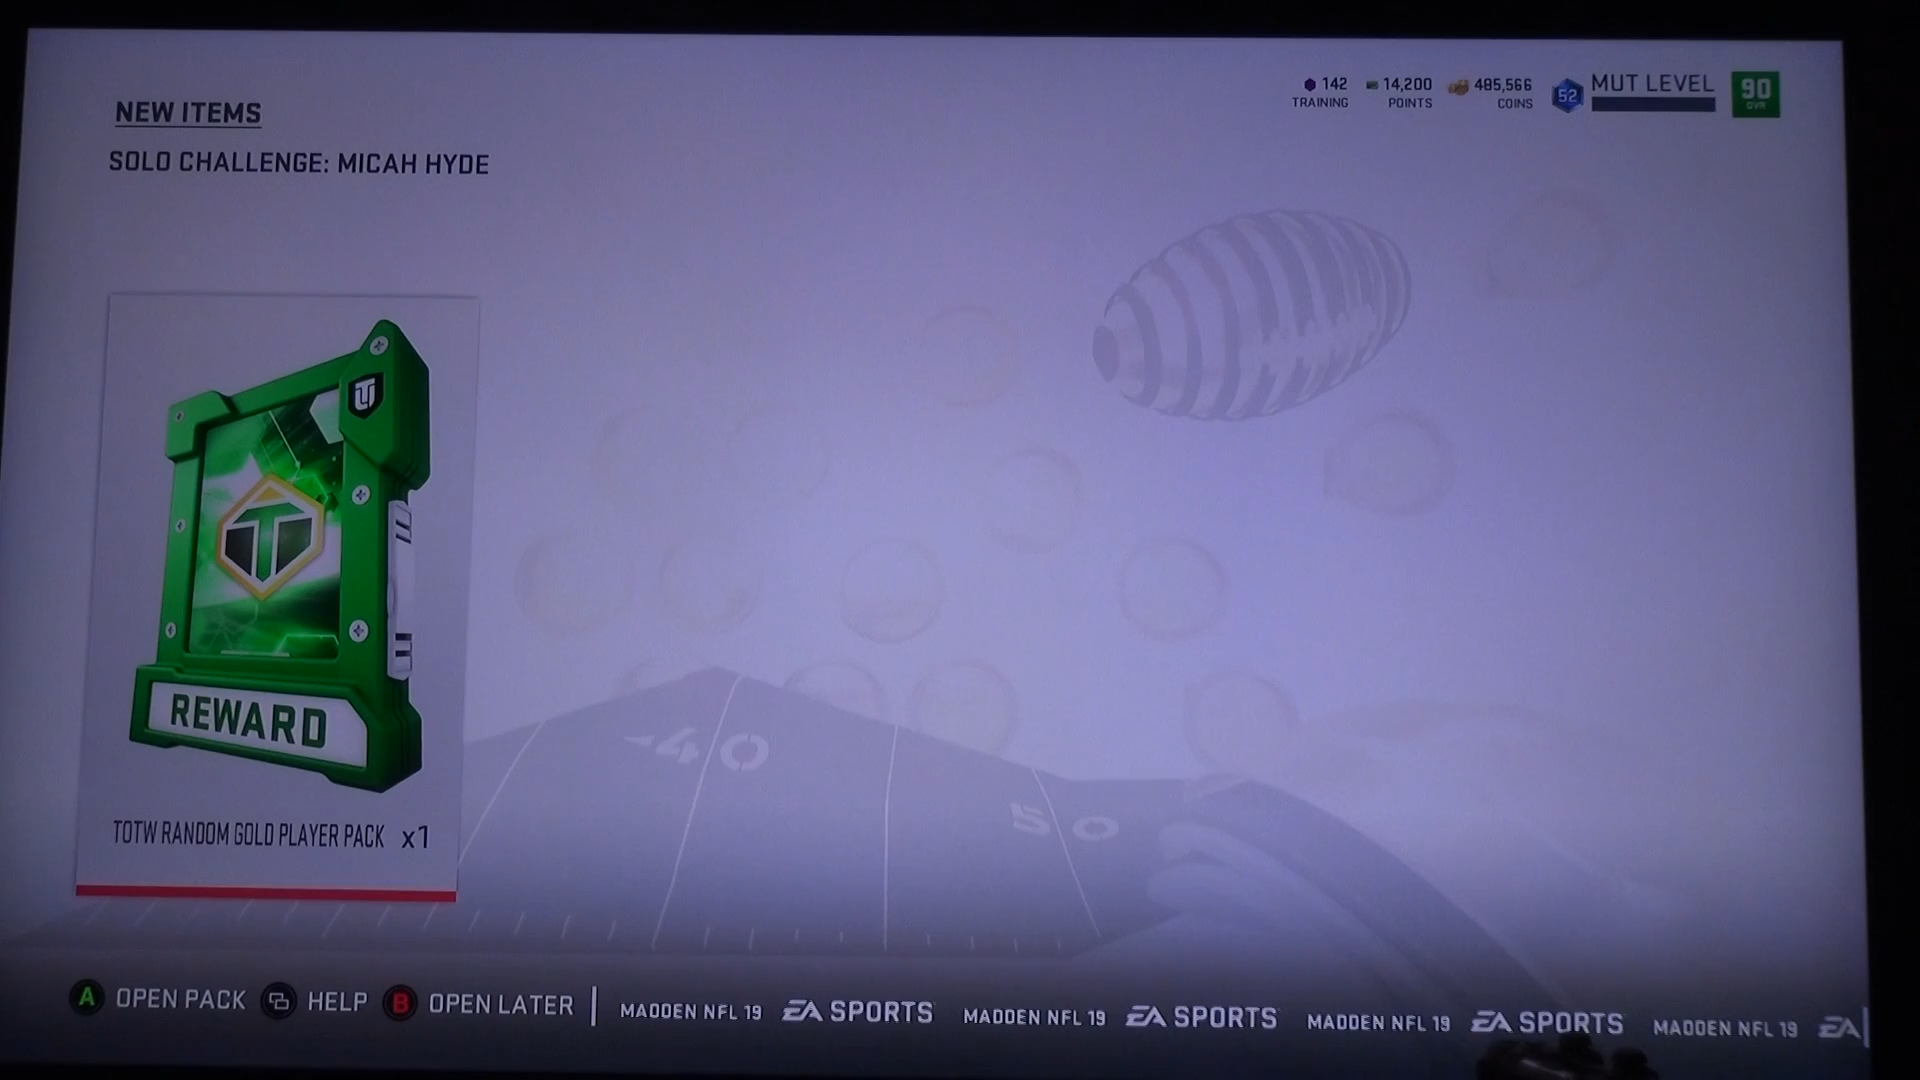 NEW ITEMS
SOLO CHALLENGE: MICAH HYDE
142 TRAINING
14,200 POINTS
485,566 COINS
52
MUT LEVEL
90 OVR
REWARD
TOTW RANDOM GOLD PLAYER PACK x1
40
50
A OPEN PACK HELP B OPEN LATER MADDEN NFL 19 EA SPORTS MADDEN NFL 19 EA SPORTS MADDEN NFL 19 EA SPORTS MADDEN NFL 19 EA